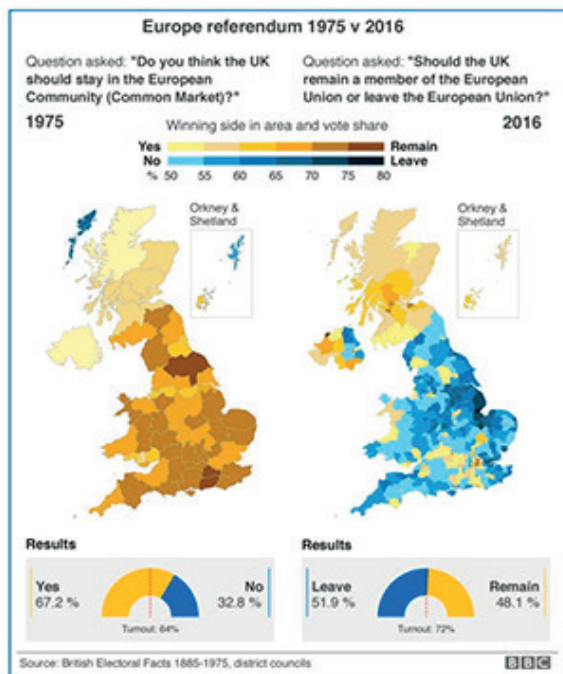 Europe referendum 1975 v 2016
Question asked: "Do you think the UK
should stay in the European
Community (Common Market)?"
1975
Question asked: "Should the UK
remain a member of the European
Union or leave the European Union?"
2016
Winning side in area and vote share
Yes Remain
No Leave
% 50 55 60 65 70 75 80
Orkney &
Shetland
Orkney &
Shetland
Results
Yes
67.2 %
No
32.8 %
Turnout: 64%
Results
Leave
51.9 %
Remain
48.1 %
Turnout: 72%
Source: British Electoral Facts 1885-1975, district councils
BBC